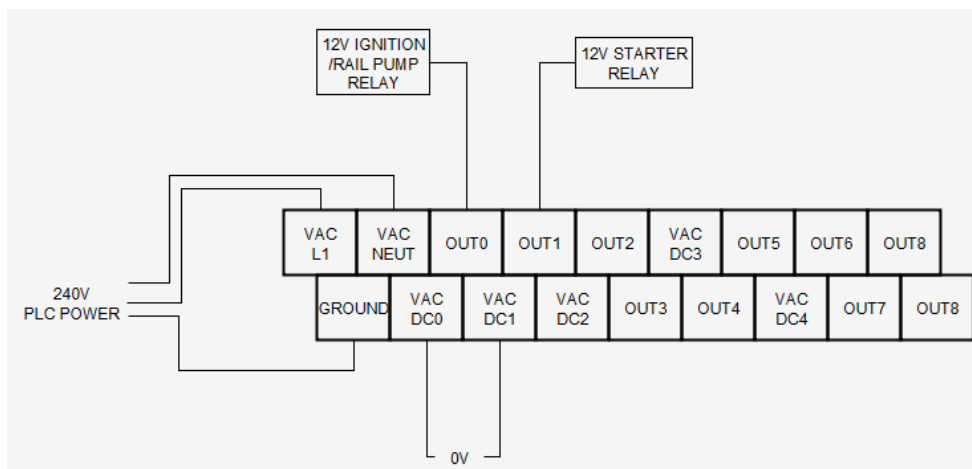 12V IGNITION
/RAIL PUMP
RELAY
12V STARTER
RELAY
VAC
L1
VAC
NEUT
OUT0
OUT1
OUT2
VAC
DC3
OUT5
OUT6
OUT8
240V
PLC POWER
GROUND
VAC
DC0
VAC
DC1
VAC
DC2
OUT3
OUT4
VAC
DC4
OUT7
OUT8
0V